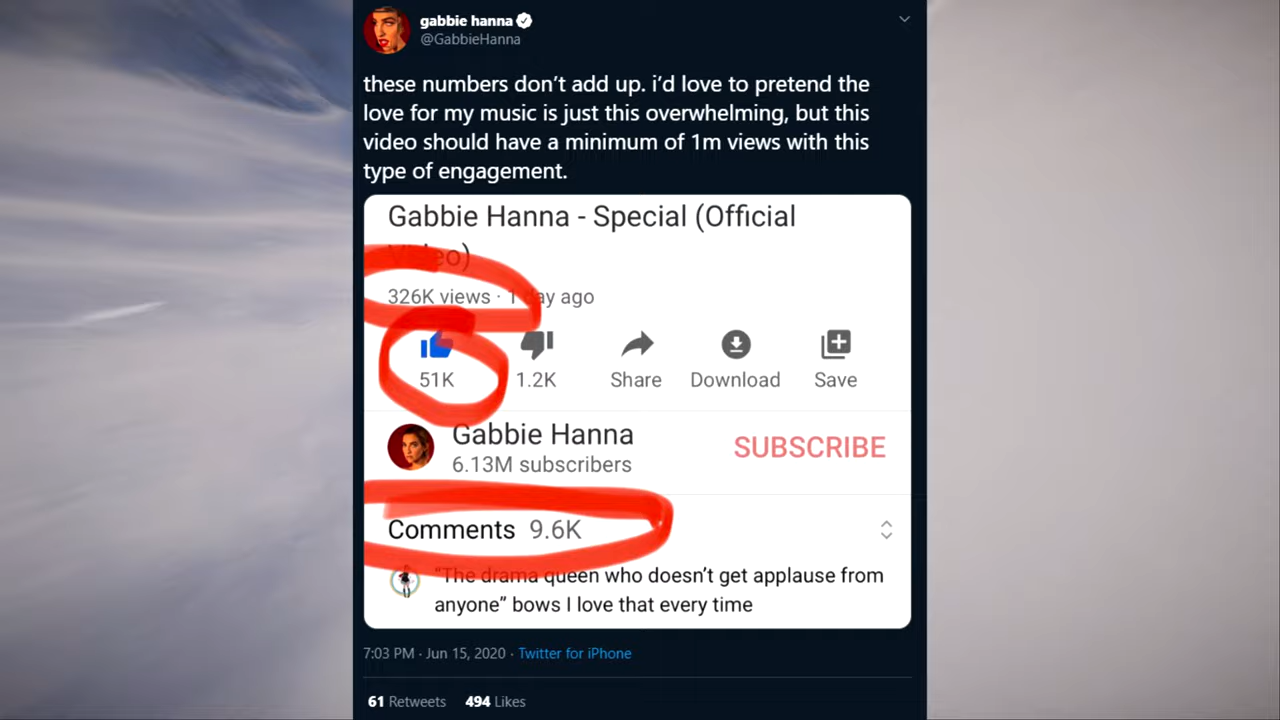 gabbie hanna
@GabbieHanna
these numbers don’t add up. i’d love to pretend the
love for my music is just this overwhelming, but this
video should have a minimum of 1m views with this
type of engagement.
Gabbie Hanna - Special (Official
Video)
326K views · 1 day ago
51K 1.2K Share Download Save
Gabbie Hanna
6.13M subscribers
SUBSCRIBE
Comments 9.6K
“The drama queen who doesn’t get applause from
anyone” bows I love that every time
7:03 PM · Jun 15, 2020 · Twitter for iPhone
61 Retweets 494 Likes